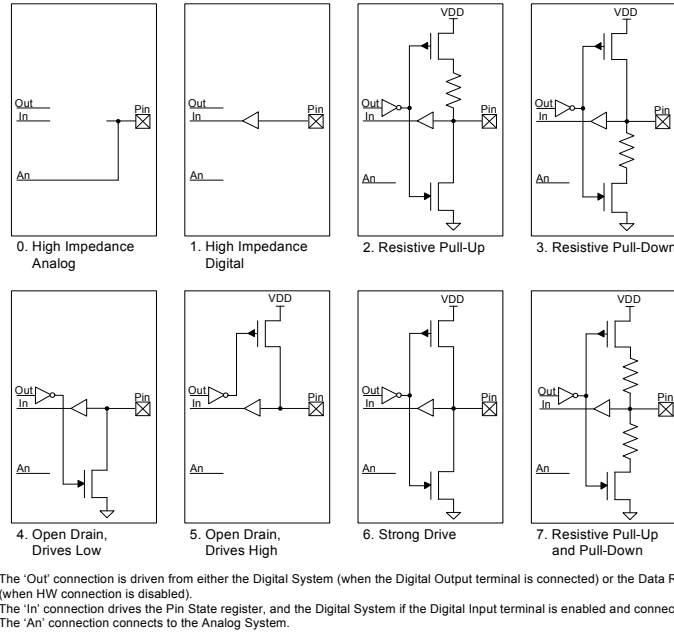 VDD
VDD
Out
In
An
Pin
Out
In
An
Pin
Out
In
An
Pin
Out
In
An
Pin
0. High Impedance
Analog
1. High Impedance
Digital
2. Resistive Pull-Up
3. Resistive Pull-Down
VDD
VDD
VDD
Out
In
An
Pin
Out
In
An
Pin
Out
In
An
Pin
Out
In
An
Pin
4. Open Drain,
Drives Low
5. Open Drain,
Drives High
6. Strong Drive
7. Resistive Pull-Up
and Pull-Down
The ‘Out’ connection is driven from either the Digital System (when the Digital Output terminal is connected) or the Data R
(when HW connection is disabled).
The ‘In’ connection drives the Pin State register, and the Digital System if the Digital Input terminal is enabled and connec
The ‘An’ connection connects to the Analog System.